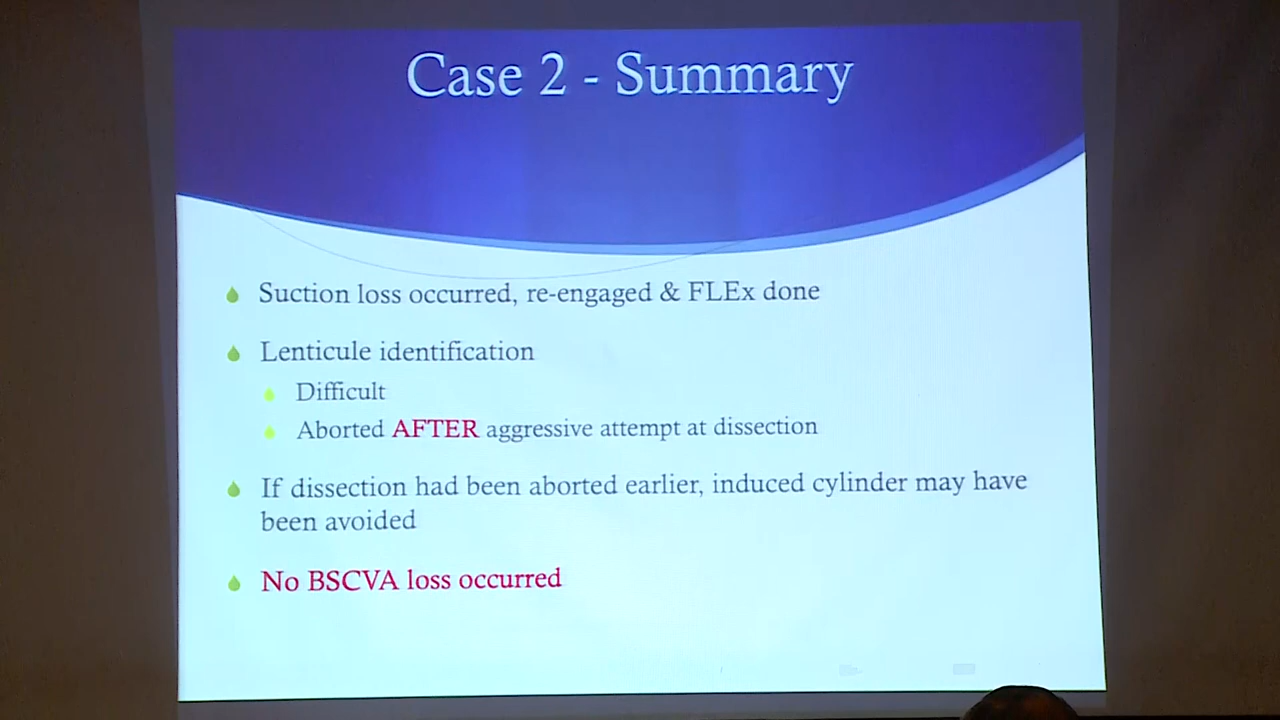 Case 2 - Summary
Suction loss occurred, re-engaged & FLEx done
Lenticule identification
Difficult
Aborted AFTER aggressive attempt at dissection
If dissection had been aborted earlier, induced cylinder may have
been avoided
No BSCVA loss occurred